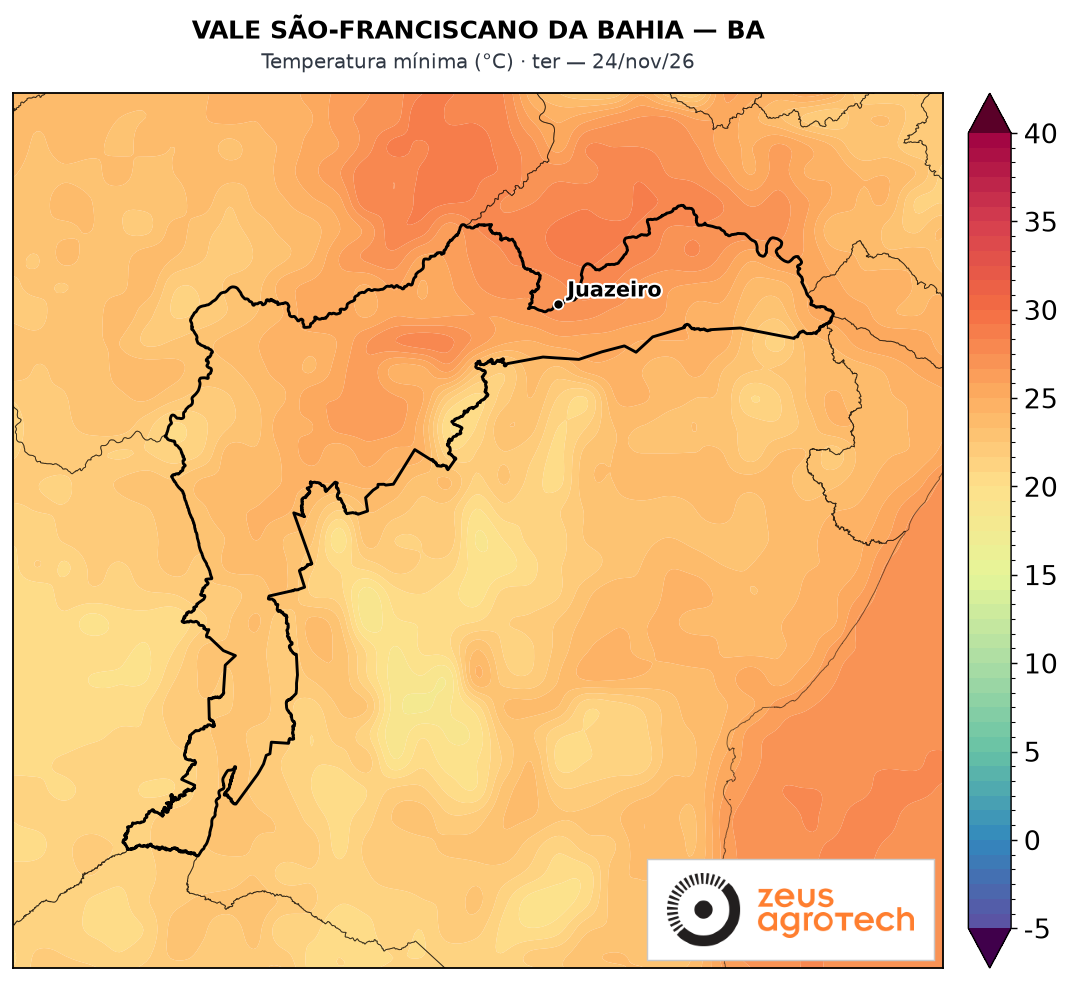 VALE SÃO-FRANCISCANO DA BAHIA — BA
Temperatura mínima (°C) · ter — 24/nov/26
Juazeiro
40
35
30
25
20
15
10
5
0
-5
zeus
agrotech